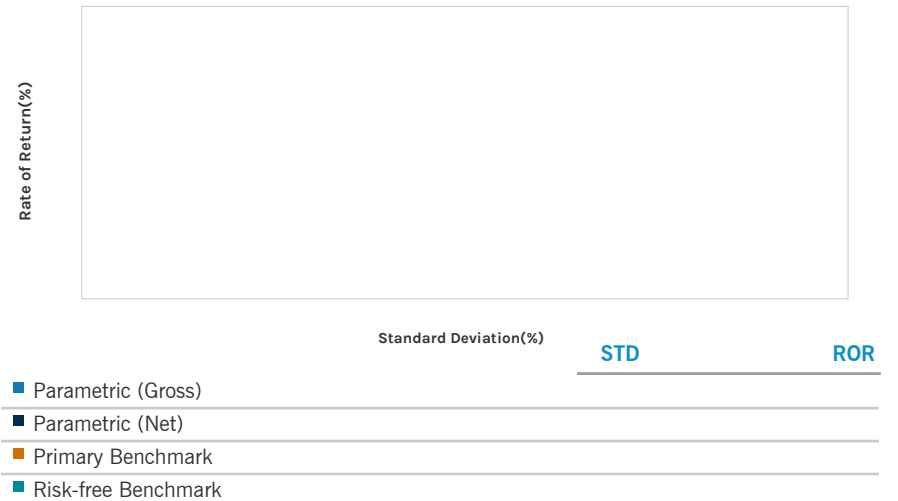 Rate of Return(%)
Standard Deviation(%)
STD ROR
Parametric (Gross)
Parametric (Net)
Primary Benchmark
Risk-free Benchmark